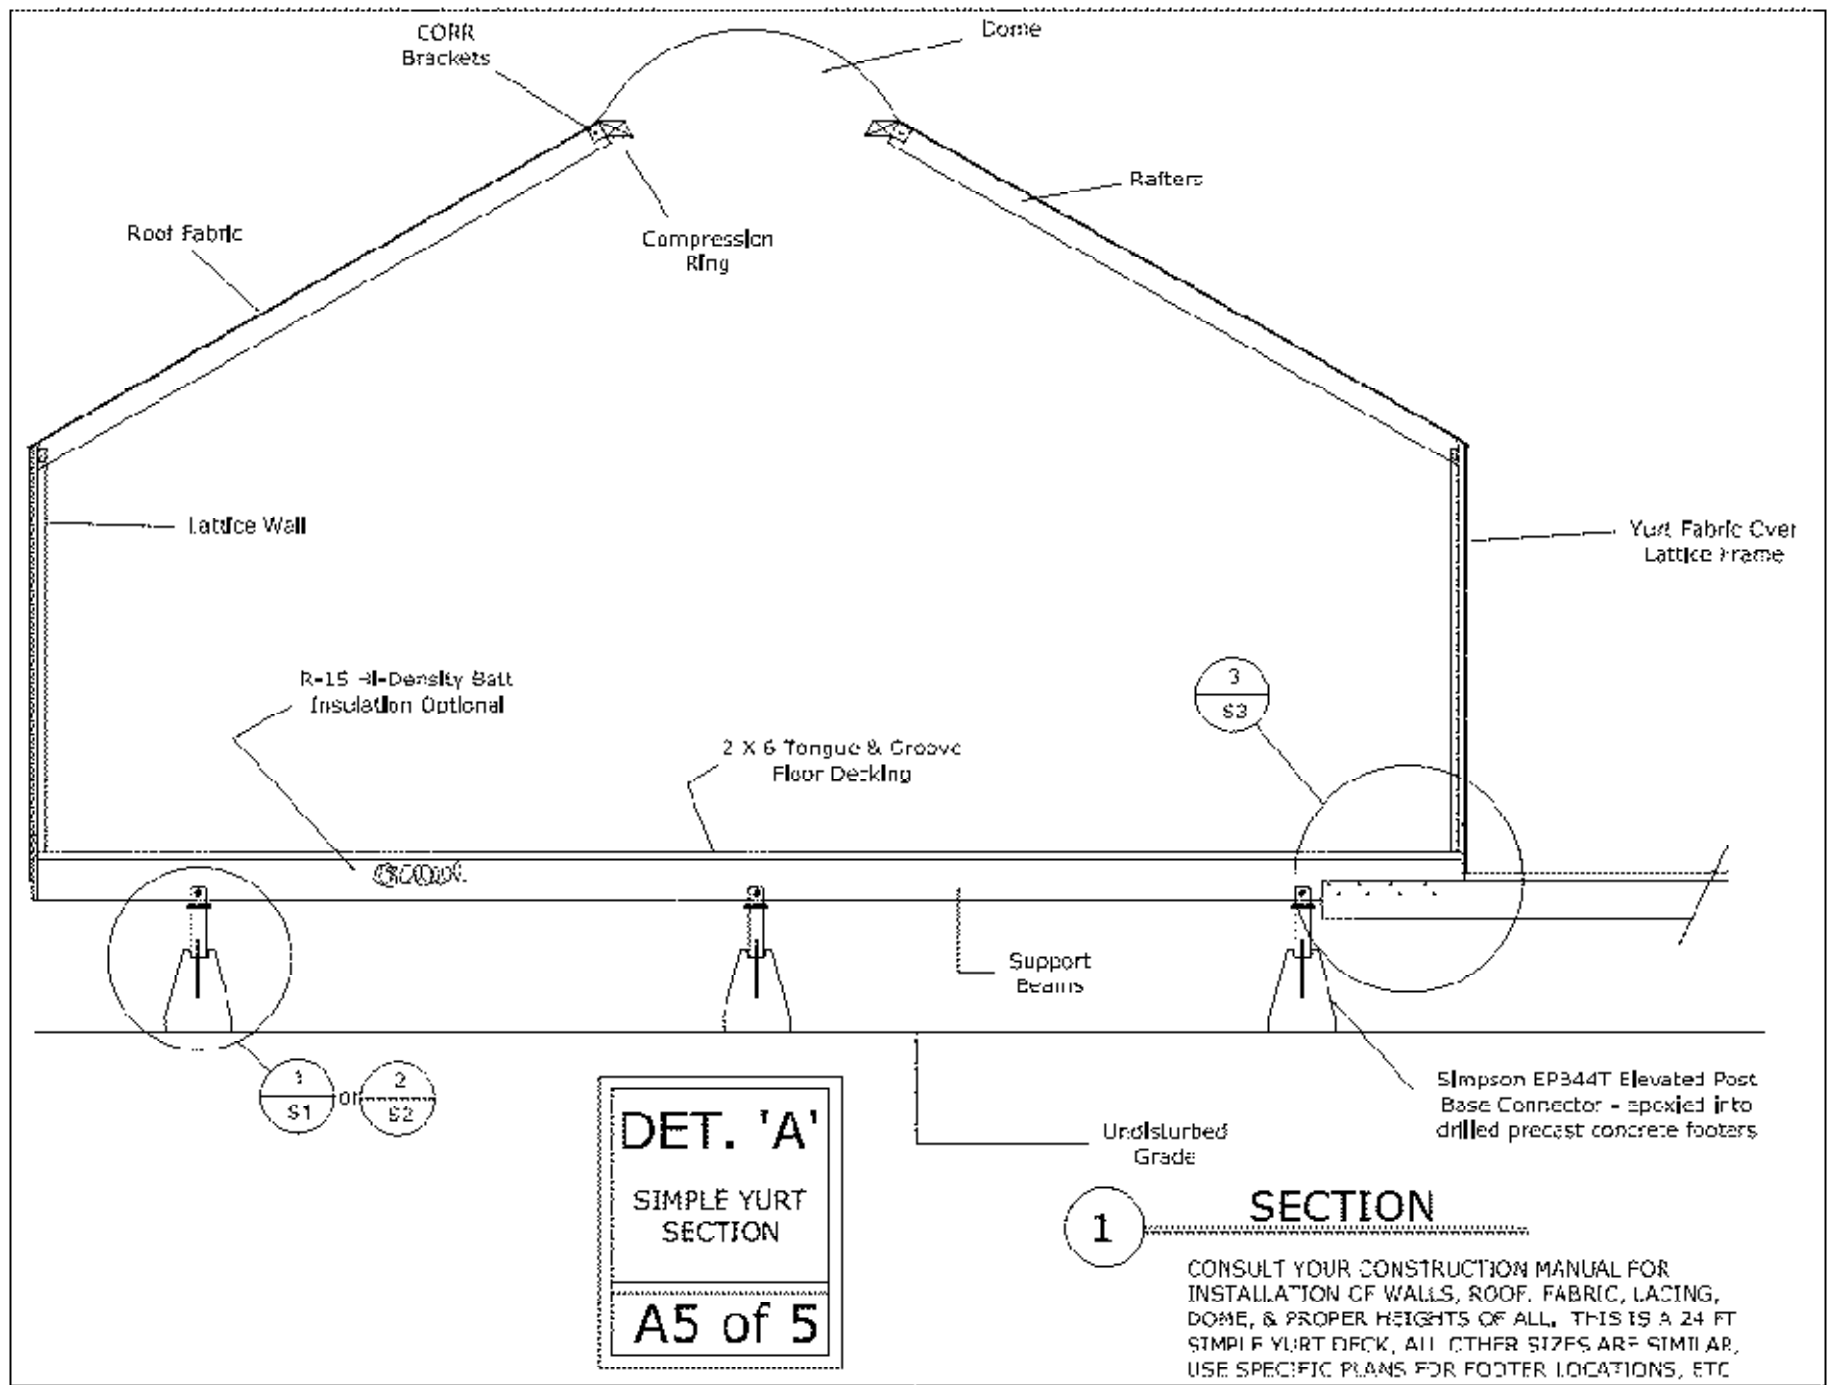 CORR
Brackets
Dome
Rafters
Roof Fabric
Compression
Ring
Lattice Wall
Yurt Fabric Over
Lattice Frame
R-15 Hi-Density Batt
Insulation Optional
3
S3
2 X 6 Tongue & Groove
Floor Decking
Support
Beams
1
S1
or
2
S2
Simpson EPB44T Elevated Post
Base Connector - epoxied into
drilled precast concrete footers
Undisturbed
Grade
DET. 'A'
SIMPLE YURT
SECTION
A5 of 5
1
SECTION
CONSULT YOUR CONSTRUCTION MANUAL FOR
INSTALLATION OF WALLS, ROOF, FABRIC, LACING,
DOME, & PROPER HEIGHTS OF ALL. THIS IS A 24 FT
SIMPLE YURT DECK, ALL OTHER SIZES ARE SIMILAR,
USE SPECIFIC PLANS FOR FOOTER LOCATIONS, ETC